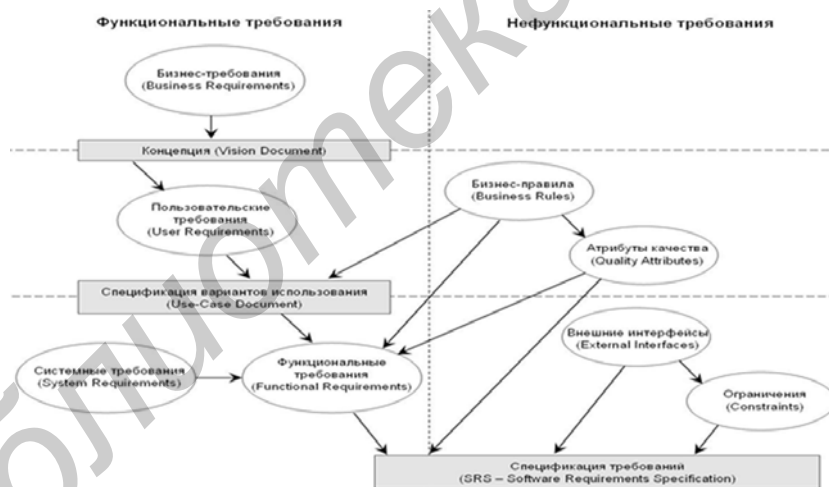 Функциональные требования
Нефункциональные требования
Бизнес-требования
(Business Requirements)
Концепция (Vision Document)
Бизнес-правила
(Business Rules)
Пользовательские
требования
(User Requirements)
Атрибуты качества
(Quality Attributes)
Спецификация вариантов использования
(Use-Case Document)
Внешние интерфейсы
(External Interfaces)
Функциональные
требования
(Functional Requirements)
Системные требования
(System Requirements)
Ограничения
(Constraints)
Спецификация требований
(SRS – Software Requirements Specification)